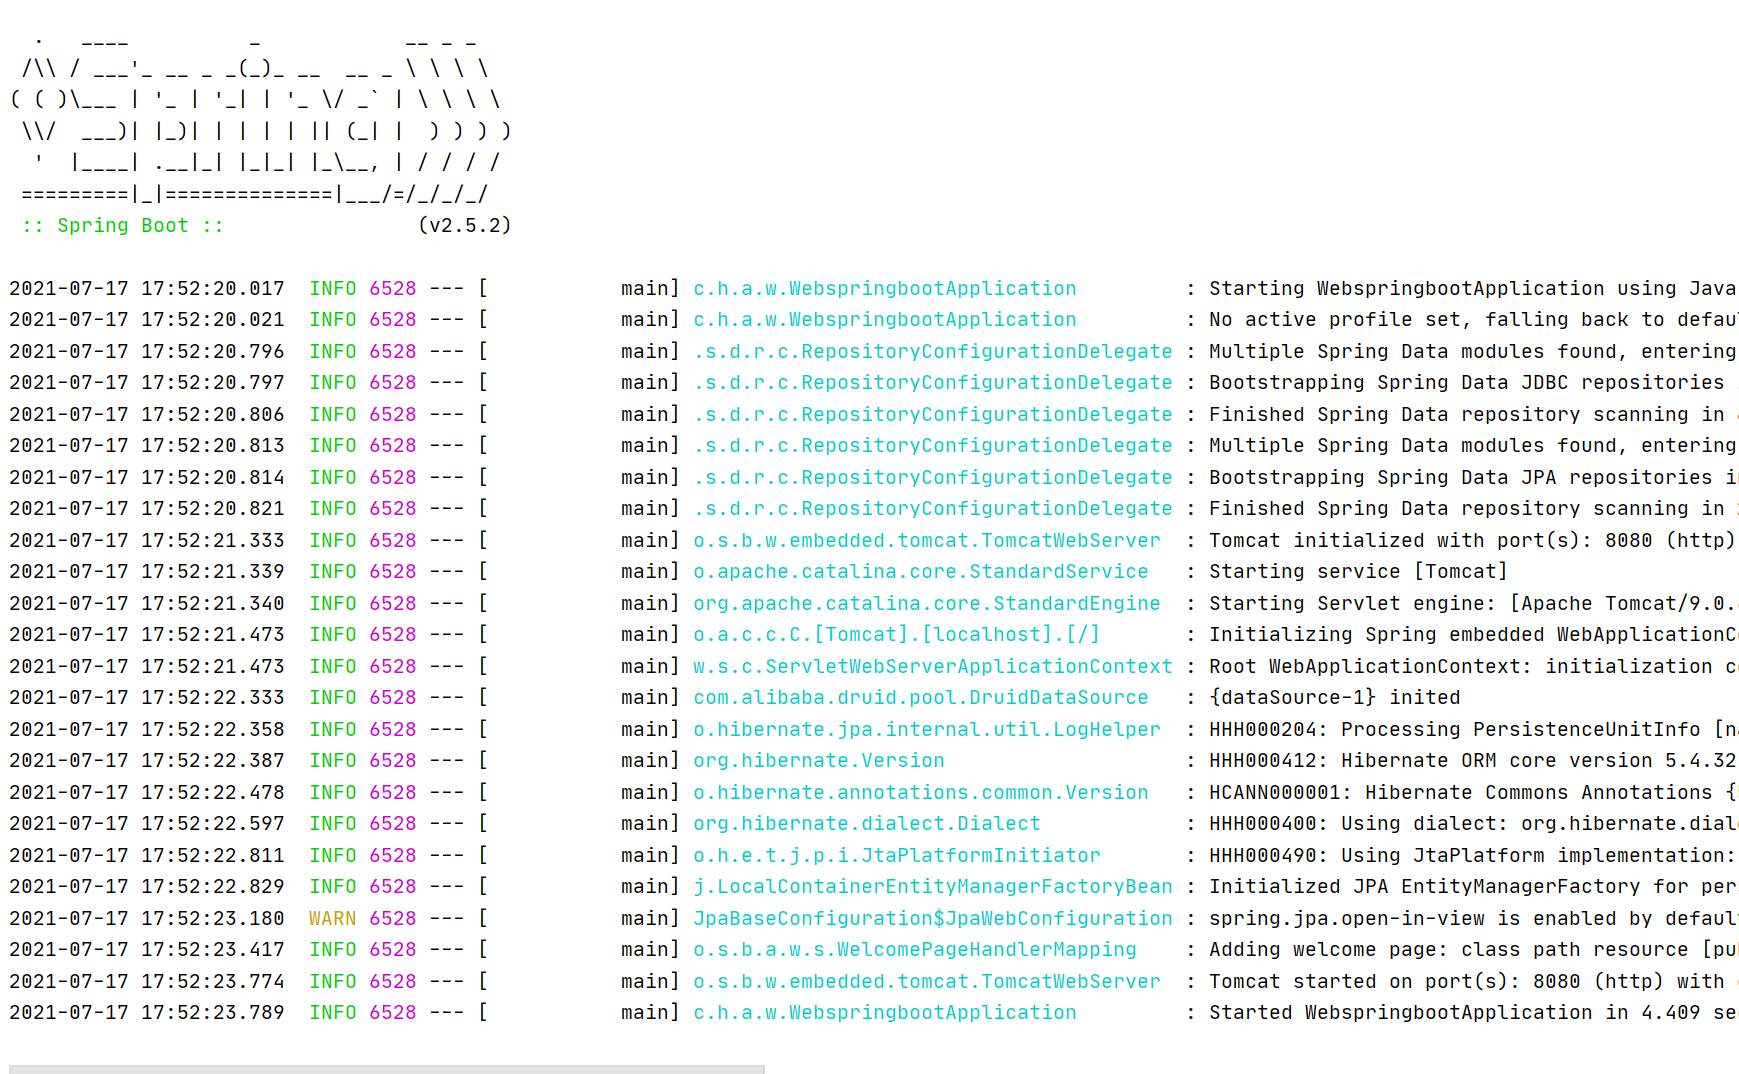 .   ____          _            __ _ _
 /\\ / ___'_ __ _ _(_)_ __  __ _ \ \ \ \
( ( )\___ | '_ | '_| | '_ \/ _` | \ \ \ \
 \\/  ___)| |_)| | | | | || (_| |  ) ) ) )
  '  |____| .__|_| |_|_| |_\__, | / / / /
 =========|_|==============|___/=/_/_/_/
 :: Spring Boot ::                (v2.5.2)
2021-07-17 17:52:20.017  INFO 6528 --- [           main] c.h.a.w.WebspringbootApplication         : Starting WebspringbootApplication using Java
2021-07-17 17:52:20.021  INFO 6528 --- [           main] c.h.a.w.WebspringbootApplication         : No active profile set, falling back to
2021-07-17 17:52:20.796  INFO 6528 --- [           main] .s.d.r.c.RepositoryConfigurationDelegate : Multiple Spring Data modules found, entering
2021-07-17 17:52:20.797  INFO 6528 --- [           main] .s.d.r.c.RepositoryConfigurationDelegate : Bootstrapping Spring Data JDBC repositories
2021-07-17 17:52:20.806  INFO 6528 --- [           main] .s.d.r.c.RepositoryConfigurationDelegate : Finished Spring Data repository scanning in
2021-07-17 17:52:20.813  INFO 6528 --- [           main] .s.d.r.c.RepositoryConfigurationDelegate : Multiple Spring Data modules found, entering
2021-07-17 17:52:20.814  INFO 6528 --- [           main] .s.d.r.c.RepositoryConfigurationDelegate : Bootstrapping Spring Data JPA repositories
2021-07-17 17:52:20.821  INFO 6528 --- [           main] .s.d.r.c.RepositoryConfigurationDelegate : Finished Spring Data repository scanning in
2021-07-17 17:52:21.333  INFO 6528 --- [           main] o.s.b.w.embedded.tomcat.TomcatWebServer  : Tomcat initialized with port(s): 8080 (http)
2021-07-17 17:52:21.339  INFO 6528 --- [           main] o.apache.catalina.core.StandardService   : Starting service [Tomcat]
2021-07-17 17:52:21.340  INFO 6528 --- [           main] org.apache.catalina.core.StandardEngine  : Starting Servlet engine: [Apache Tomcat/9.0.
2021-07-17 17:52:21.473  INFO 6528 --- [           main] o.a.c.c.C.[Tomcat].[localhost].[/]       : Initializing Spring embedded WebApplicationC
2021-07-17 17:52:21.473  INFO 6528 --- [           main] w.s.c.ServletWebServerApplicationContext : Root WebApplicationContext: initialization c
2021-07-17 17:52:22.333  INFO 6528 --- [           main] com.alibaba.druid.pool.DruidDataSource   : {dataSource-1} inited
2021-07-17 17:52:22.358  INFO 6528 --- [           main] o.hibernate.jpa.internal.util.LogHelper  : HHH000204: Processing PersistenceUnitInfo [n
2021-07-17 17:52:22.387  INFO 6528 --- [           main] org.hibernate.Version                    : HHH000412: Hibernate ORM core version 5.4.32
2021-07-17 17:52:22.478  INFO 6528 --- [           main] o.hibernate.annotations.common.Version   : HCANN000001: Hibernate Commons Annotations {
2021-07-17 17:52:22.597  INFO 6528 --- [           main] org.hibernate.dialect.Dialect            : HHH000400: Using dialect: org.hibernate.dial
2021-07-17 17:52:22.811  INFO 6528 --- [           main] o.h.e.t.j.p.i.JtaPlatformInitiator       : HHH000490: Using JtaPlatform implementation:
2021-07-17 17:52:22.829  INFO 6528 --- [           main] j.LocalContainerEntityManagerFactoryBean : Initialized JPA EntityManagerFactory for per
2021-07-17 17:52:23.180  WARN 6528 --- [           main] JpaBaseConfiguration$JpaWebConfiguration : spring.jpa.open-in-view is enabled by defaul
2021-07-17 17:52:23.417  INFO 6528 --- [           main] o.s.b.a.w.s.WelcomePageHandlerMapping    : Adding welcome page: class path resource [pu
2021-07-17 17:52:23.774  INFO 6528 --- [           main] o.s.b.w.embedded.tomcat.TomcatWebServer  : Tomcat started on port(s): 8080 (http) with
2021-07-17 17:52:23.789  INFO 6528 --- [           main] c.h.a.w.WebspringbootApplication         : Started WebspringbootApplication in 4.409 se